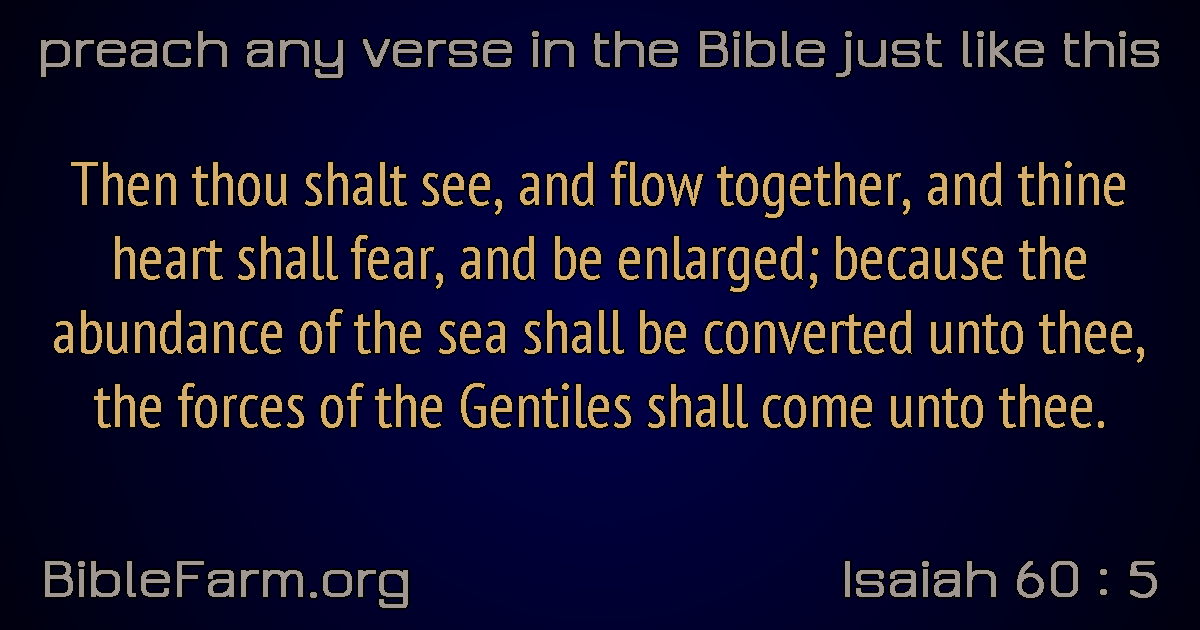 preach any verse in the Bible just like this
Then thou shalt see, and flow together, and thine
heart shall fear, and be enlarged; because the
abundance of the sea shall be converted unto thee,
the forces of the Gentiles shall come unto thee.
BibleFarm.org
Isaiah 60 : 5